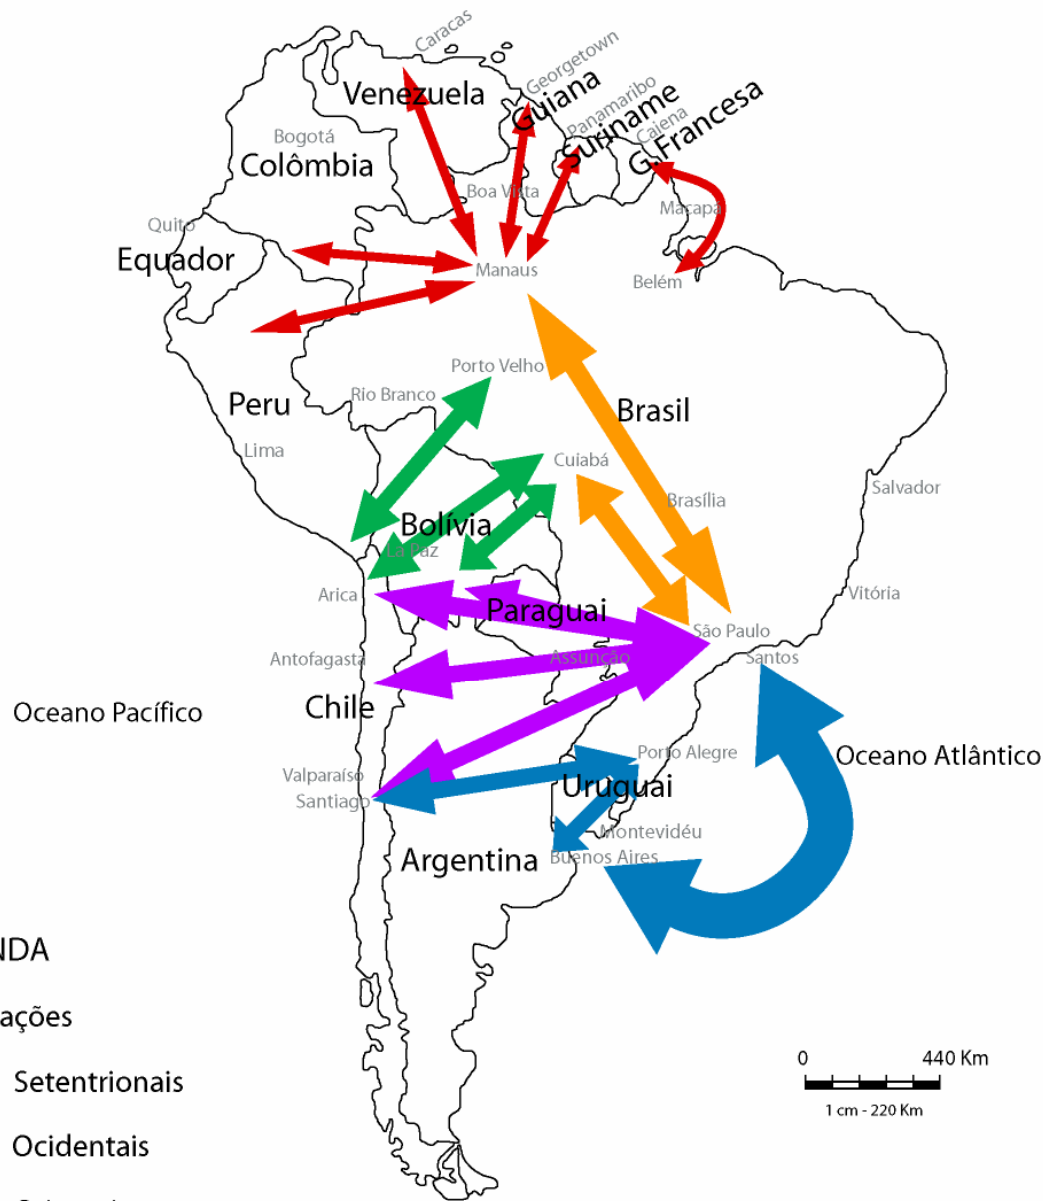 Caracas
Venezuela
Georgetown
Guiana
Panamaribo
Suriname
Caiena
G.Francesa
Bogotá
Colômbia
Boa Vista
Macapá
Quito
Equador
Manaus
Belém
Porto Velho
Rio Branco
Peru
Brasil
Lima
Cuiabá
Salvador
Brasília
Bolívia
La Paz
Arica
Vitória
Paraguai
São Paulo
Antofagasta
Assunção
Santos
Oceano Pacífico
Chile
Porto Alegre
Oceano Atlântico
Valparaíso
Uruguai
Santiago
Montevidéu
Argentina
Buenos Aires
NDA
ações
Setentrionais
Ocidentais
0 440 Km
1 cm - 220 Km